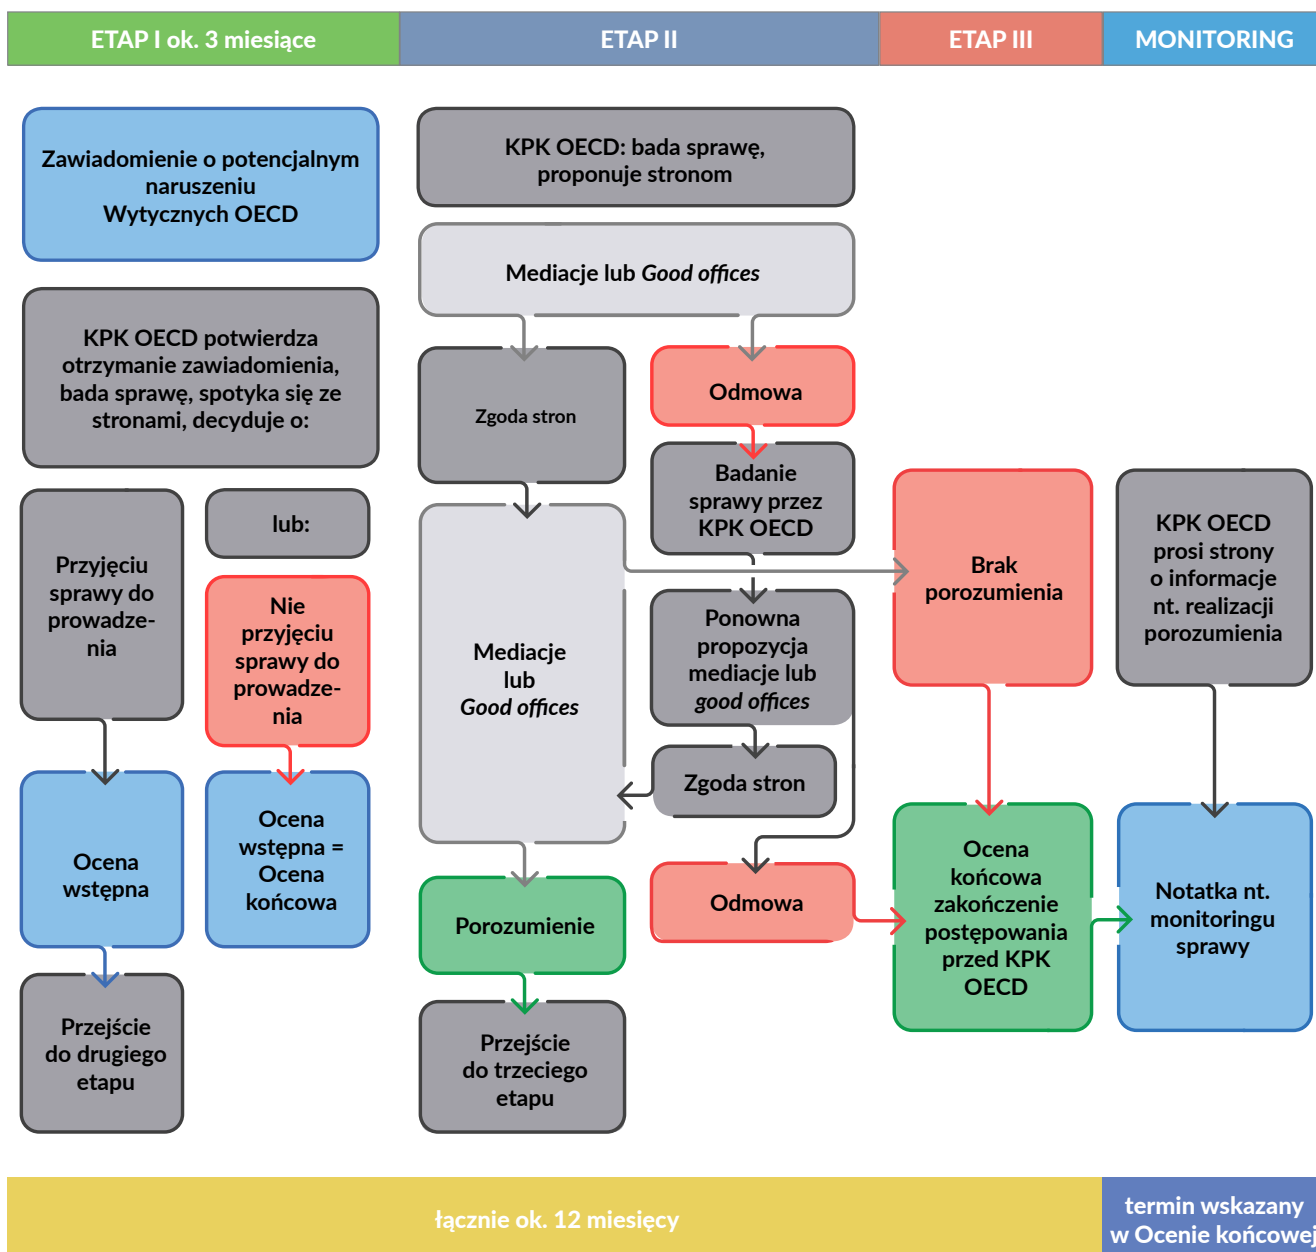 ETAP I ok. 3 miesiące
ETAP II
ETAP III
MONITORING
Zawiadomienie o potencjalnym
naruszeniu
Wytycznych OECD
KPK OECD potwierdza
otrzymanie zawiadomienia,
bada sprawę, spotyka się ze
stronami, decyduje o:
Przyjęciu
sprawy do
prowadze-
nia
lub:
Nie
przyjęciu
sprawy do
prowadze-
nia
Ocena
wstępna
Ocena
wstępna =
Ocena
końcowa
Przejście
do drugiego
etapu
KPK OECD: bada sprawę,
proponuje stronom
Mediacje lub Good offices
Zgoda stron
Odmowa
Badanie
sprawy przez
KPK OECD
Mediacje
lub
Good offices
Ponowna
propozycja
mediacje lub
good offices
Zgoda stron
Porozumienie
Odmowa
Przejście
do trzeciego
etapu
Brak
porozumienia
Ocena
końcowa
zakończenie
postępowania
przed KPK
OECD
KPK OECD
prosi strony
o informacje
nt. realizacji
porozumienia
Notatka nt.
monitoringu
sprawy
łącznie ok. 12 miesięcy
termin wskazany
w Ocenie końcowej